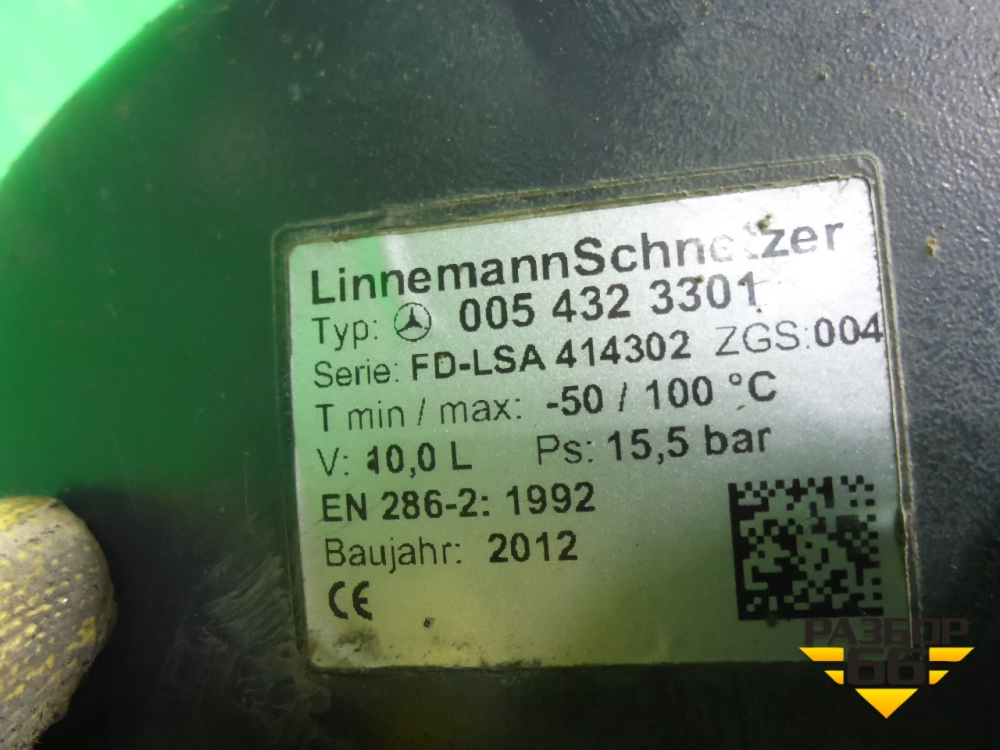 LinnemannSchnetzer
Typ: 005 432 3301
Serie: FD-LSA 414302 ZGS:004
T min / max: -50 / 100 °C
V: 10,0 L Ps: 15,5 bar
EN 286-2: 1992
Baujahr: 2012
CE
РАЗБОР
66